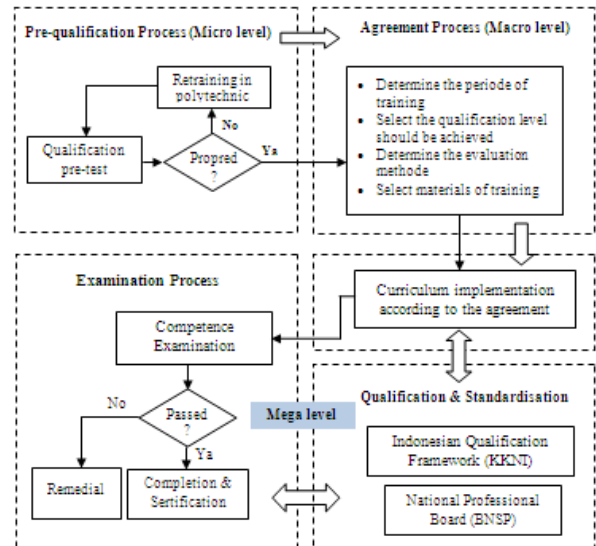 Pre-qualification Process (Micro level)
Retraining in
polytechnic
No
Qualification
pre-test
Propred
?
Ya
Agreement Process (Macro level)
• Determine the periode of
training
• Select the qualification level
should be achieved
• Determine the evaluation
methode
• Select materials of training
Curriculum implementation
according to the agreement
Examination Process
Competence
Examination
No
Passed
?
Ya
Remedial
Completion &
Sertification
Mega level
Qualification & Standardisation
Indonesian Qualification
Framework (KKNI)
National Professional
Board (BNSP)